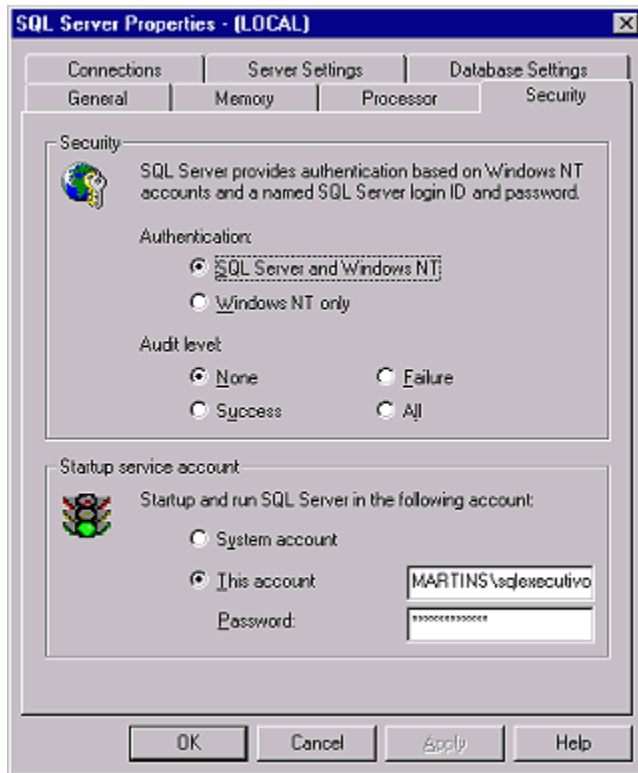 SQL Server Properties - (LOCAL)
Connections
Server Settings
Database Settings
General
Memory
Processor
Security
Security
SQL Server provides authentication based on Windows NT
accounts and a named SQL Server login ID and password.
Authentication:
SQL Server and Windows NT
Windows NT only
Audit level:
None
Failure
Success
All
Startup service account
Startup and run SQL Server in the following account:
System account
This account
MARTINS\sqlexecutivo
Password:
*************
OK
Cancel
Apply
Help